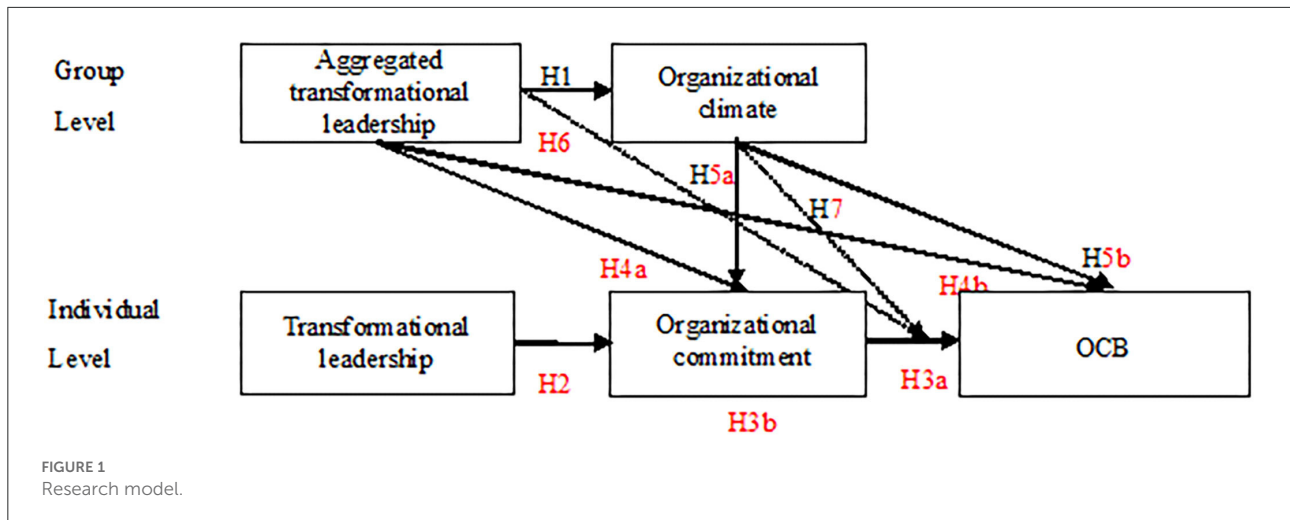 Group
Level
Aggregated
transformational
leadership
H1
Organizational
climate
H6
H5a
H7
H4a
H4b
H5b
Individual
Level
Transformational
leadership
H2
Organizational
commitment
H3a
OCB
H3b
FIGURE 1
Research model.